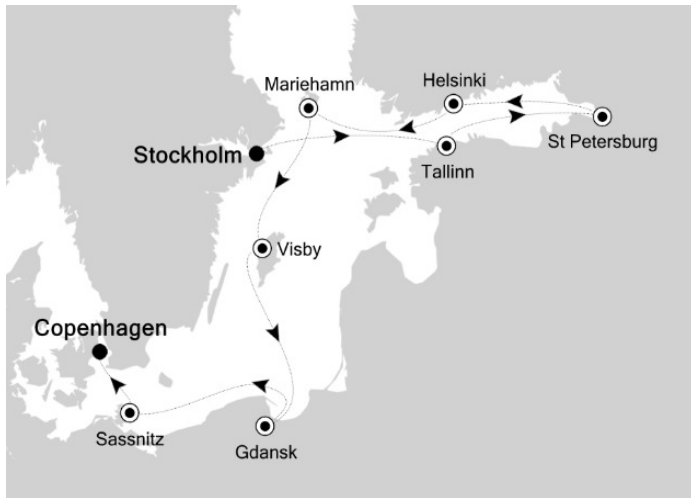 Mariehamn
Helsinki
Stockholm
Tallinn
St Petersburg
Visby
Copenhagen
Sassnitz
Gdansk